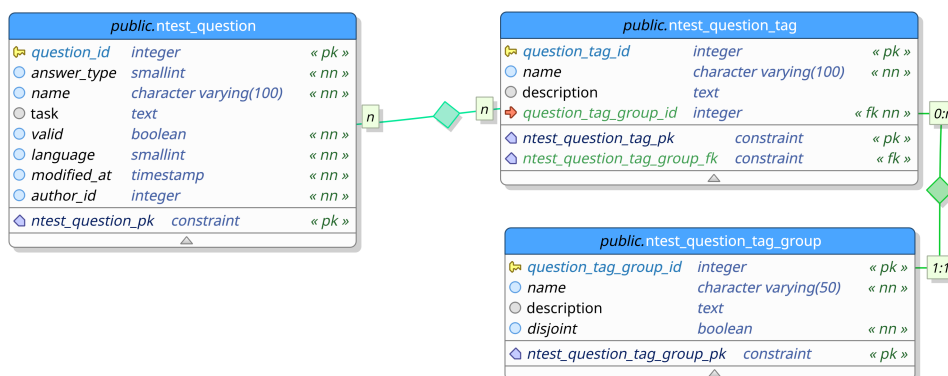 public.ntest_question
question_id integer « pk »
answer_type smallint « nn »
name character varying(100) « nn »
task text
valid boolean « nn »
language smallint « nn »
modified_at timestamp « nn »
author_id integer « nn »
ntest_question_pk constraint « pk »
n
n
public.ntest_question_tag
question_tag_id integer « pk »
name character varying(100) « nn »
description text
question_tag_group_id integer « fk nn »
ntest_question_tag_pk constraint « pk »
ntest_question_tag_group_fk constraint « fk »
public.ntest_question_tag_group
question_tag_group_id integer « pk »
name character varying(50) « nn »
description text
disjoint boolean « nn »
ntest_question_tag_group_pk constraint « pk »
1:1